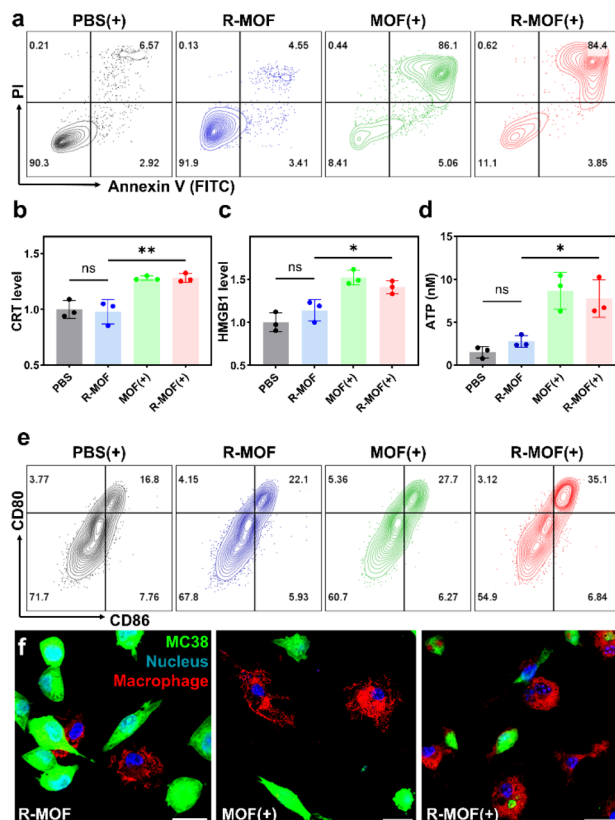 a
PBS(+) R-MOF MOF(+) R-MOF(+)
0.21 6.57 0.13 4.55 0.44 86.1 0.62 84.4
PI
90.3 2.92 91.9 3.41 8.41 5.06 11.1 3.85
Annexin V (FITC)
b c d
CRT level
1.5
1.0
0.5
ns
**
PBS R-MOF MOF(+) R-MOF(+)
HMGB1 level
1.5
1.0
0.5
ns
*
PBS R-MOF MOF(+) R-MOF(+)
ATP (nM)
15
10
5
0
ns
*
PBS R-MOF MOF(+) R-MOF(+)
e
PBS(+) R-MOF MOF(+) R-MOF(+)
3.77 16.8 4.15 22.1 5.36 27.7 3.12 35.1
CD80
71.7 7.76 67.8 5.93 60.7 6.27 54.9 6.84
CD86
f
MC38
Nucleus
Macrophage
R-MOF MOF(+) R-MOF(+)